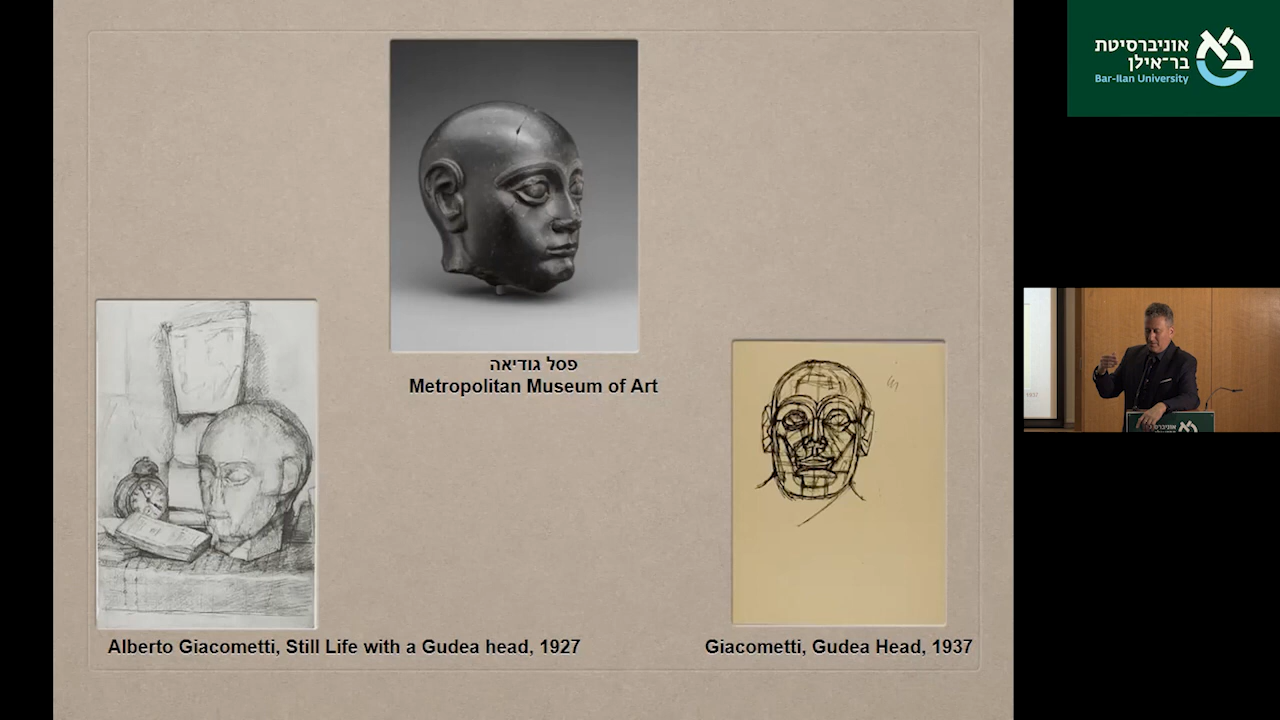 פסל גודיאה
Metropolitan Museum of Art
Alberto Giacometti, Still Life with a Gudea head, 1927
Giacometti, Gudea Head, 1937
אוניברסיטת
בר-אילן
Bar-Ilan University
1937